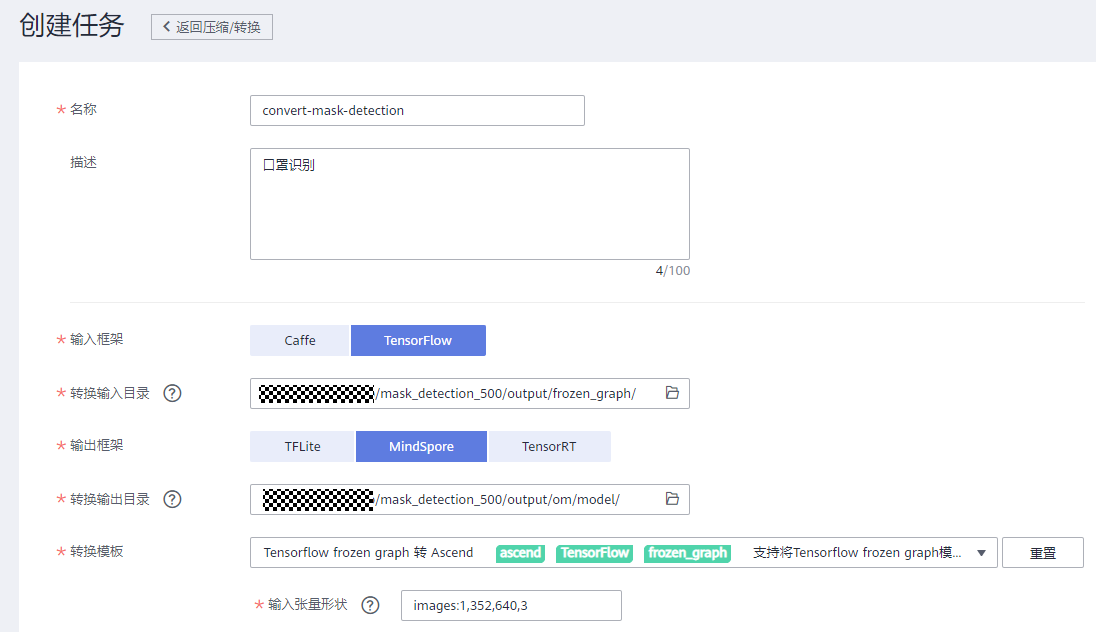 创建任务 返回压缩/转换
* 名称 convert-mask-detection
描述 口罩识别
4/100
* 输入框架 Caffe TensorFlow
* 转换输入目录 ? /mask_detection_500/output/frozen_graph/
* 输出框架 TFLite MindSpore TensorRT
* 转换输出目录 ? /mask_detection_500/output/om/model/
* 转换模板 Tensorflow frozen graph 转 Ascend ascend TensorFlow frozen_graph 支持将Tensorflow frozen graph模... 重置
* 输入张量形状 ? images:1,352,640,3